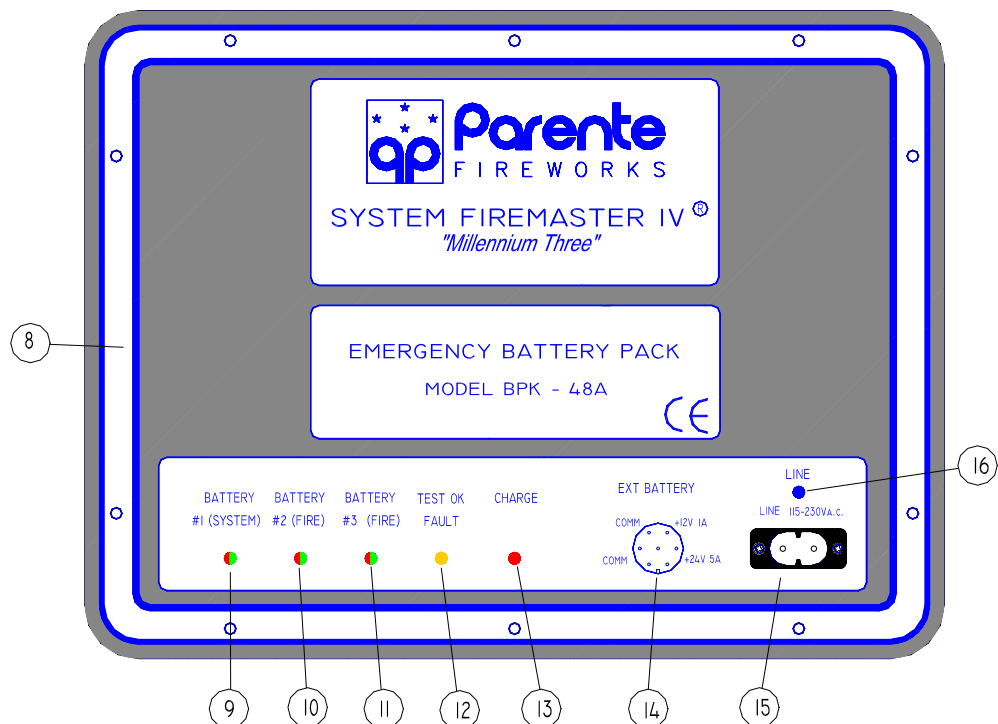 qp
Parente
FIREWORKS
SYSTEM FIREMASTER IV ®
"Millennium Three"
8
EMERGENCY BATTERY PACK
MODEL BPK - 48A
CE
16
LINE
LINE 115-230VA.C.
BATTERY
#1 (SYSTEM)
BATTERY
#2 (FIRE)
BATTERY
#3 (FIRE)
TEST OK
FAULT
CHARGE
EXT BATTERY
COMM
+12V 1A
COMM
+24V 5A
9
10
11
12
13
14
15